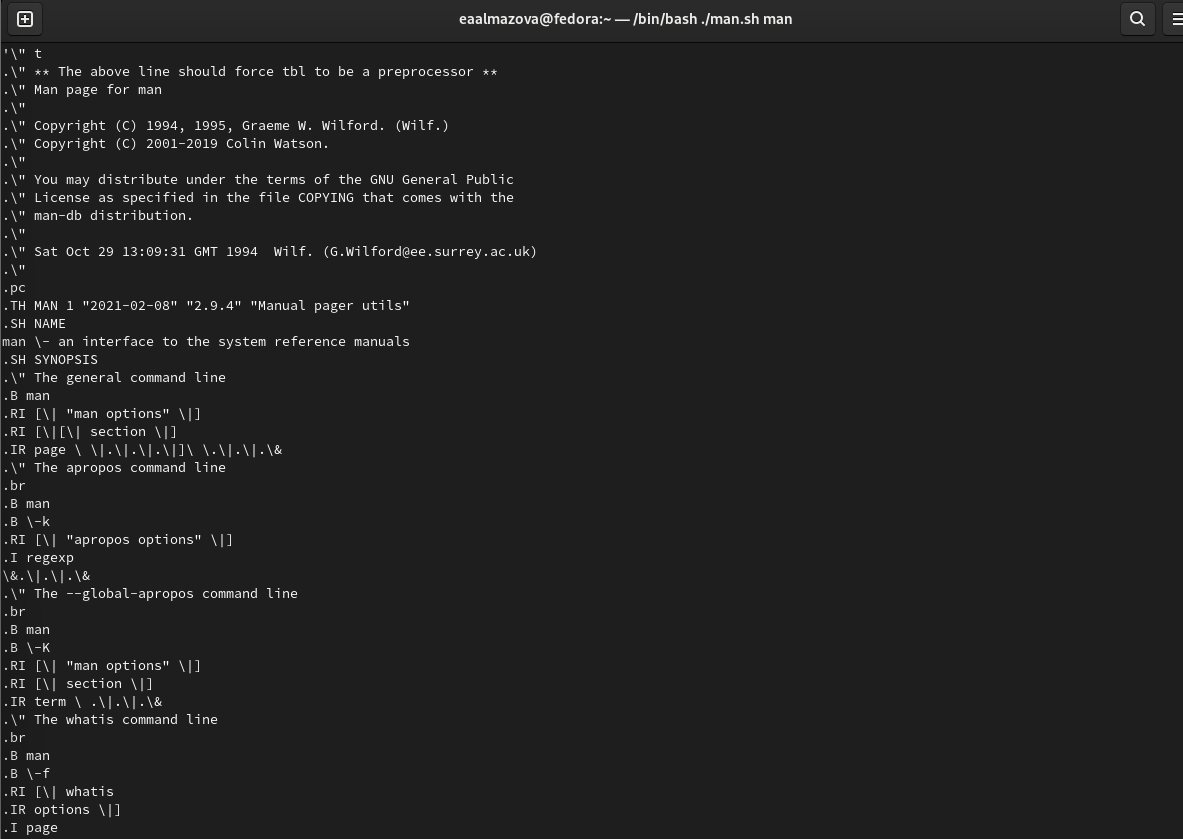 eaalmazova@fedora:~ — /bin/bash ./man.sh man
'\" t
.\" ** The above line should force tbl to be a preprocessor **
.\" Man page for man
.\"
.\" Copyright (C) 1994, 1995, Graeme W. Wilford. (Wilf.)
.\" Copyright (C) 2001-2019 Colin Watson.
.\"
.\" You may distribute under the terms of the GNU General Public
.\" License as specified in the file COPYING that comes with the
.\" man-db distribution.
.\"
.\" Sat Oct 29 13:09:31 GMT 1994  Wilf. (G.Wilford@ee.surrey.ac.uk)
.\"
.pc
.TH MAN 1 "2021-02-08" "2.9.4" "Manual pager utils"
.SH NAME
man \- an interface to the system reference manuals
.SH SYNOPSIS
.\" The general command line
.B man
.RI [\| "man options" \|]
.RI [\|[\| section \|]
.IR page \ \|.\|.\|.\|]\ \.\|.\|.\&
.\" The apropos command line
.br
.B man
.B \-k
.RI [\| "apropos options" \|]
.I regexp
\&.\|.\|.\&
.\" The --global-apropos command line
.br
.B man
.B \-K
.RI [\| "man options" \|]
.RI [\| section \|]
.IR term \ .\|.\|.\&
.\" The whatis command line
.br
.B man
.B \-f
.RI [\| whatis
.IR options \|]
.I page